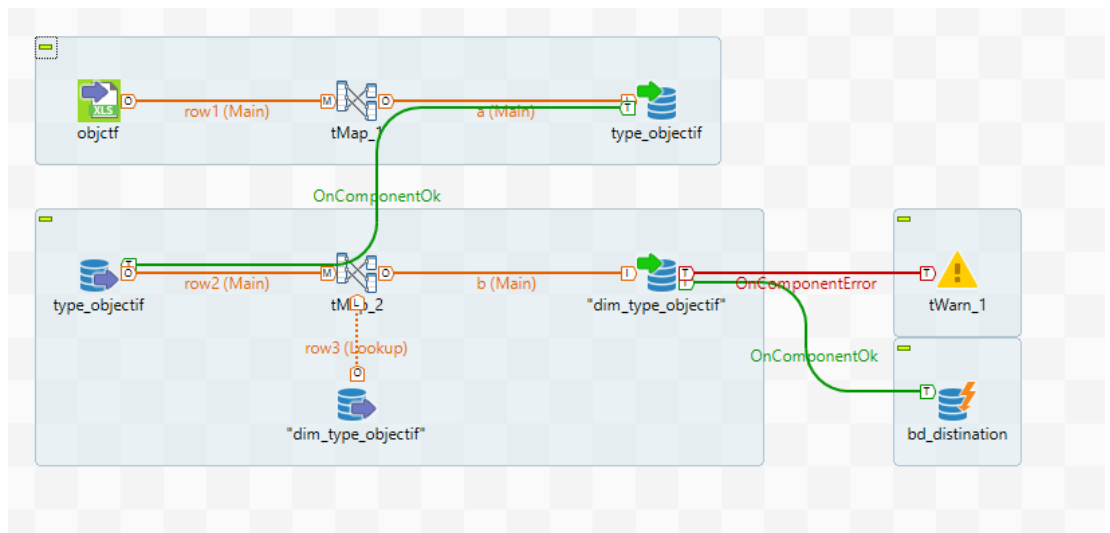 XLS
O
row1 (Main)
M
O
a (Main)
I
T
objctf
tMap_1
type_objectif
OnComponentOk
T
O
row2 (Main)
M
O
b (Main)
I
T
T
OnComponentError
T
type_objectif
tMap_2
"dim_type_objectif"
tWarn_1
L
row3 (Lookup)
O
OnComponentOk
T
"dim_type_objectif"
bd_distination